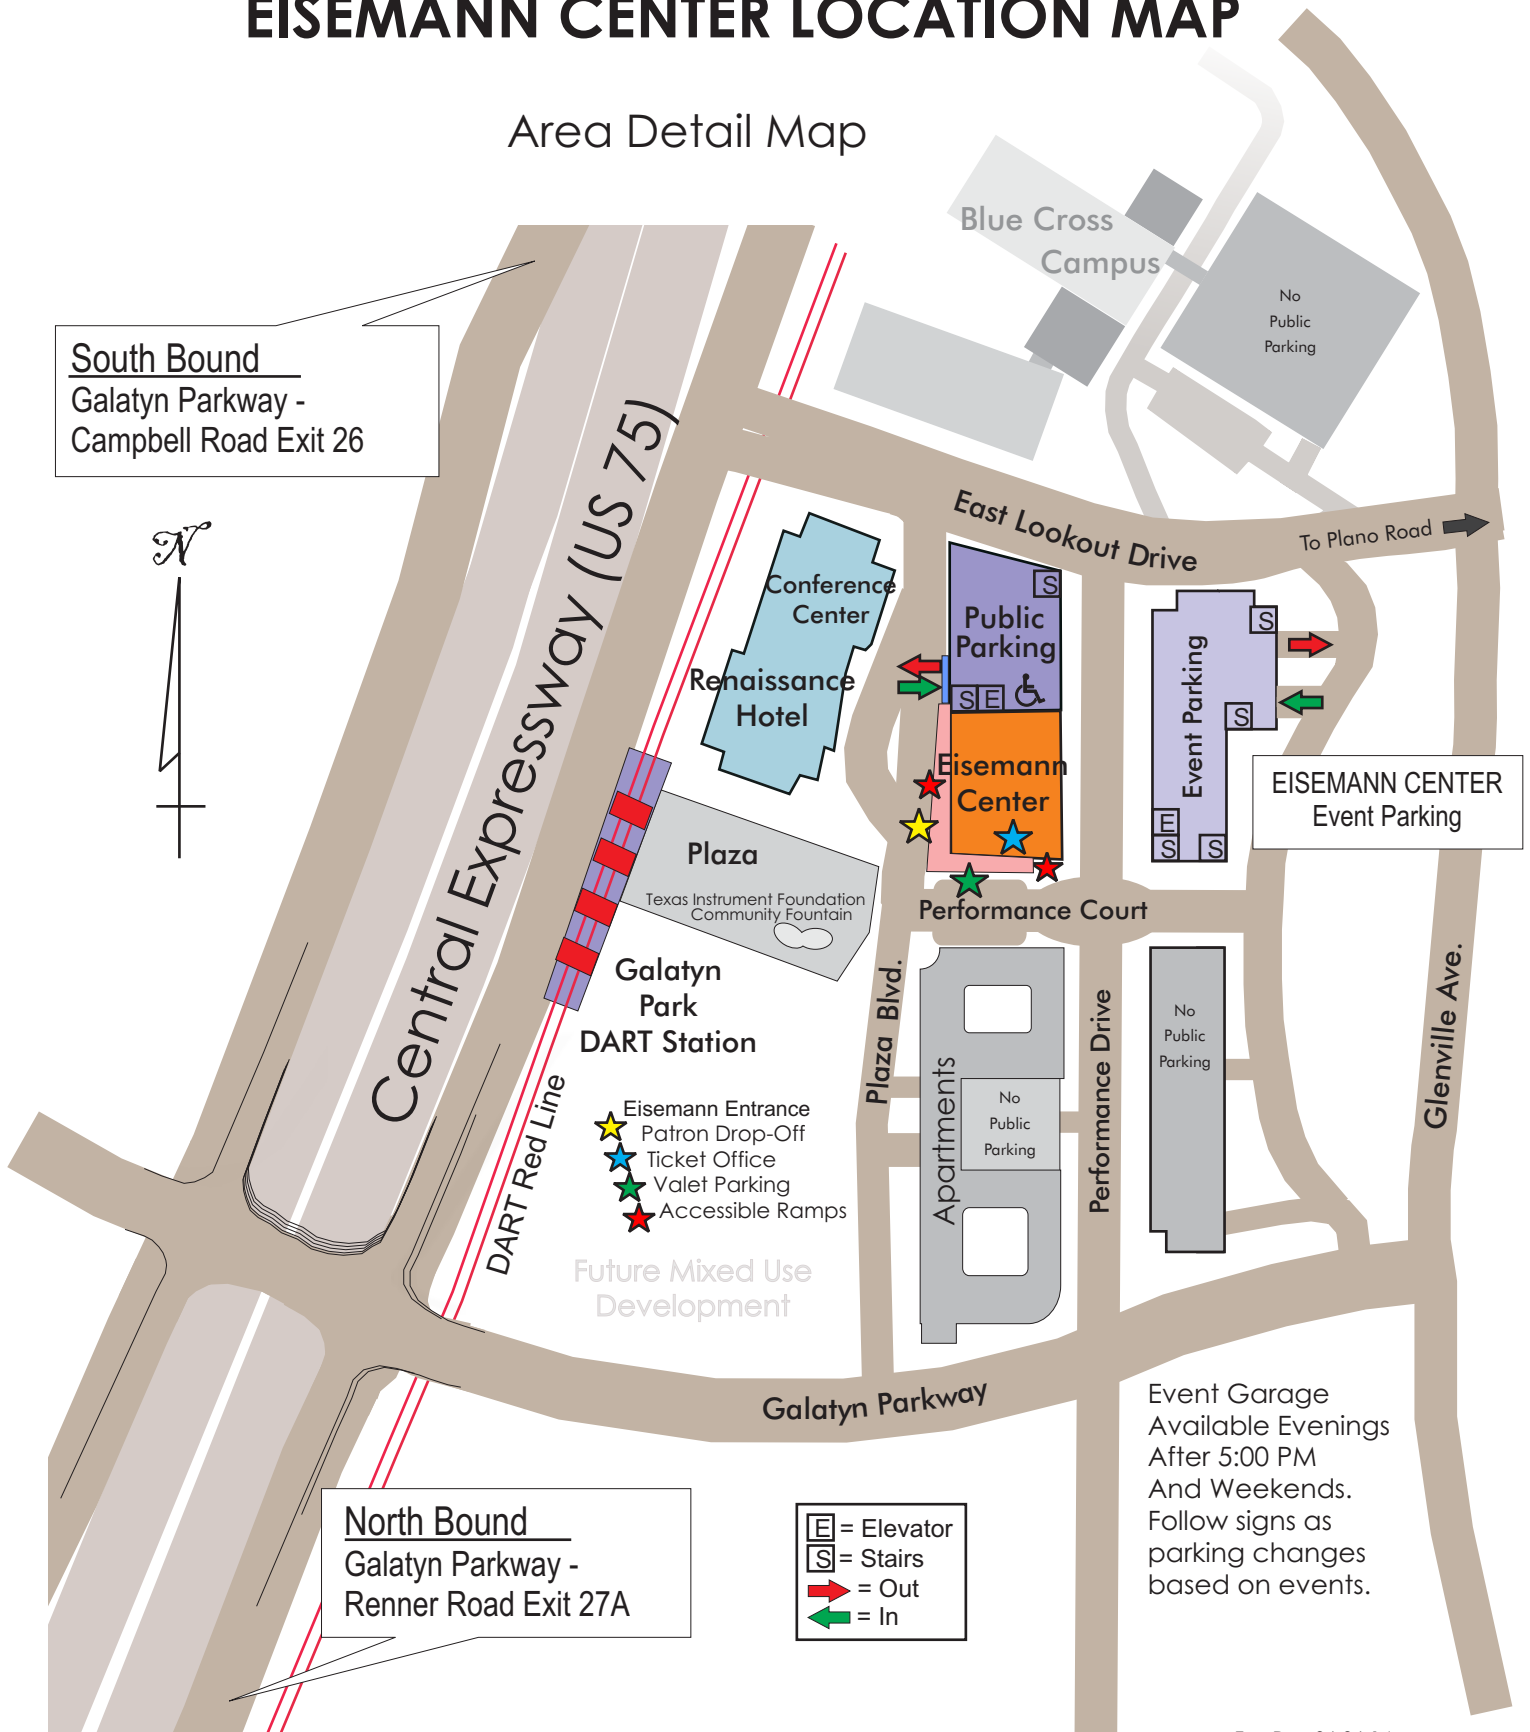 EISEMANN CENTER LOCATION MAP
Area Detail Map
Blue Cross
Campus
No
Public
Parking
South Bound
Galatyn Parkway -
Campbell Road Exit 26
N
Central Expressway (US 75)
East Lookout Drive
To Plano Road
Conference
Center
Renaissance
Hotel
S
Public
Parking
S
E
S
Event Parking
S
E
S
S
Eisemann
Center
EISEMANN CENTER
Event Parking
Plaza
Texas Instrument Foundation
Community Fountain
Performance Court
Galatyn
Park
DART Station
Plaza Blvd.
Performance Drive
Glenville Ave.
No
Public
Parking
Apartments
No
Public
Parking
DART Red Line
Eisemann Entrance
Patron Drop-Off
Ticket Office
Valet Parking
Accessible Ramps
Future Mixed Use
Development
Galatyn Parkway
Event Garage
Available Evenings
After 5:00 PM
And Weekends.
Follow signs as
parking changes
based on events.
North Bound
Galatyn Parkway -
Renner Road Exit 27A
E = Elevator
S = Stairs
= Out
= In